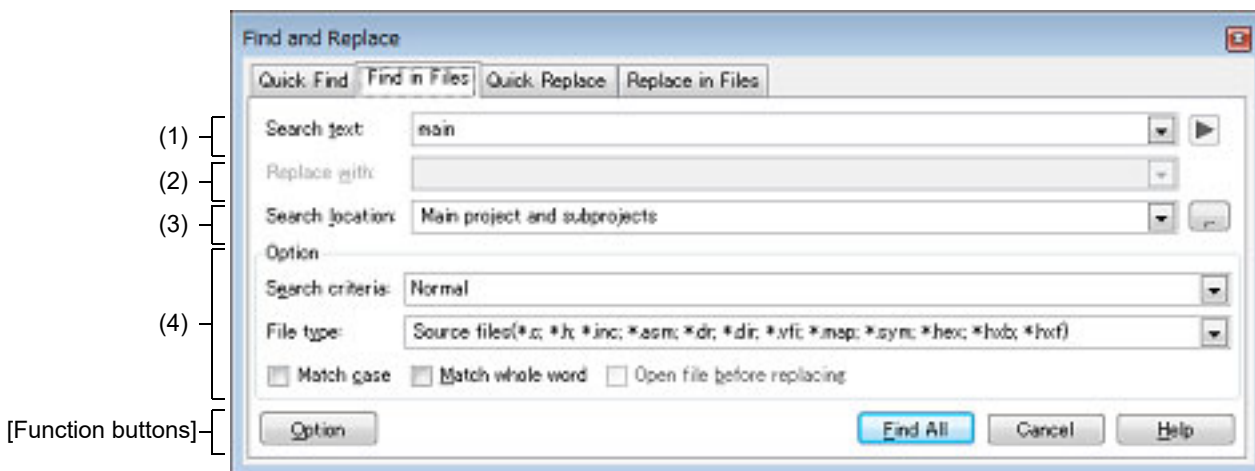 Find and Replace
Quick Find Find in Files Quick Replace Replace in Files
(1) Search text: main
(2) Replace with:
(3) Search location: Main project and subprojects ...
Option
Search criteria: Normal
(4) File type: Source files(*.c; *.h; *.inc; *.asm; *.dr; *.dir; *.vfi; *.map; *.sym; *.hex; *.hxb; *.hxf)
Match case Match whole word Open file before replacing
[Function buttons] Option Find All Cancel Help